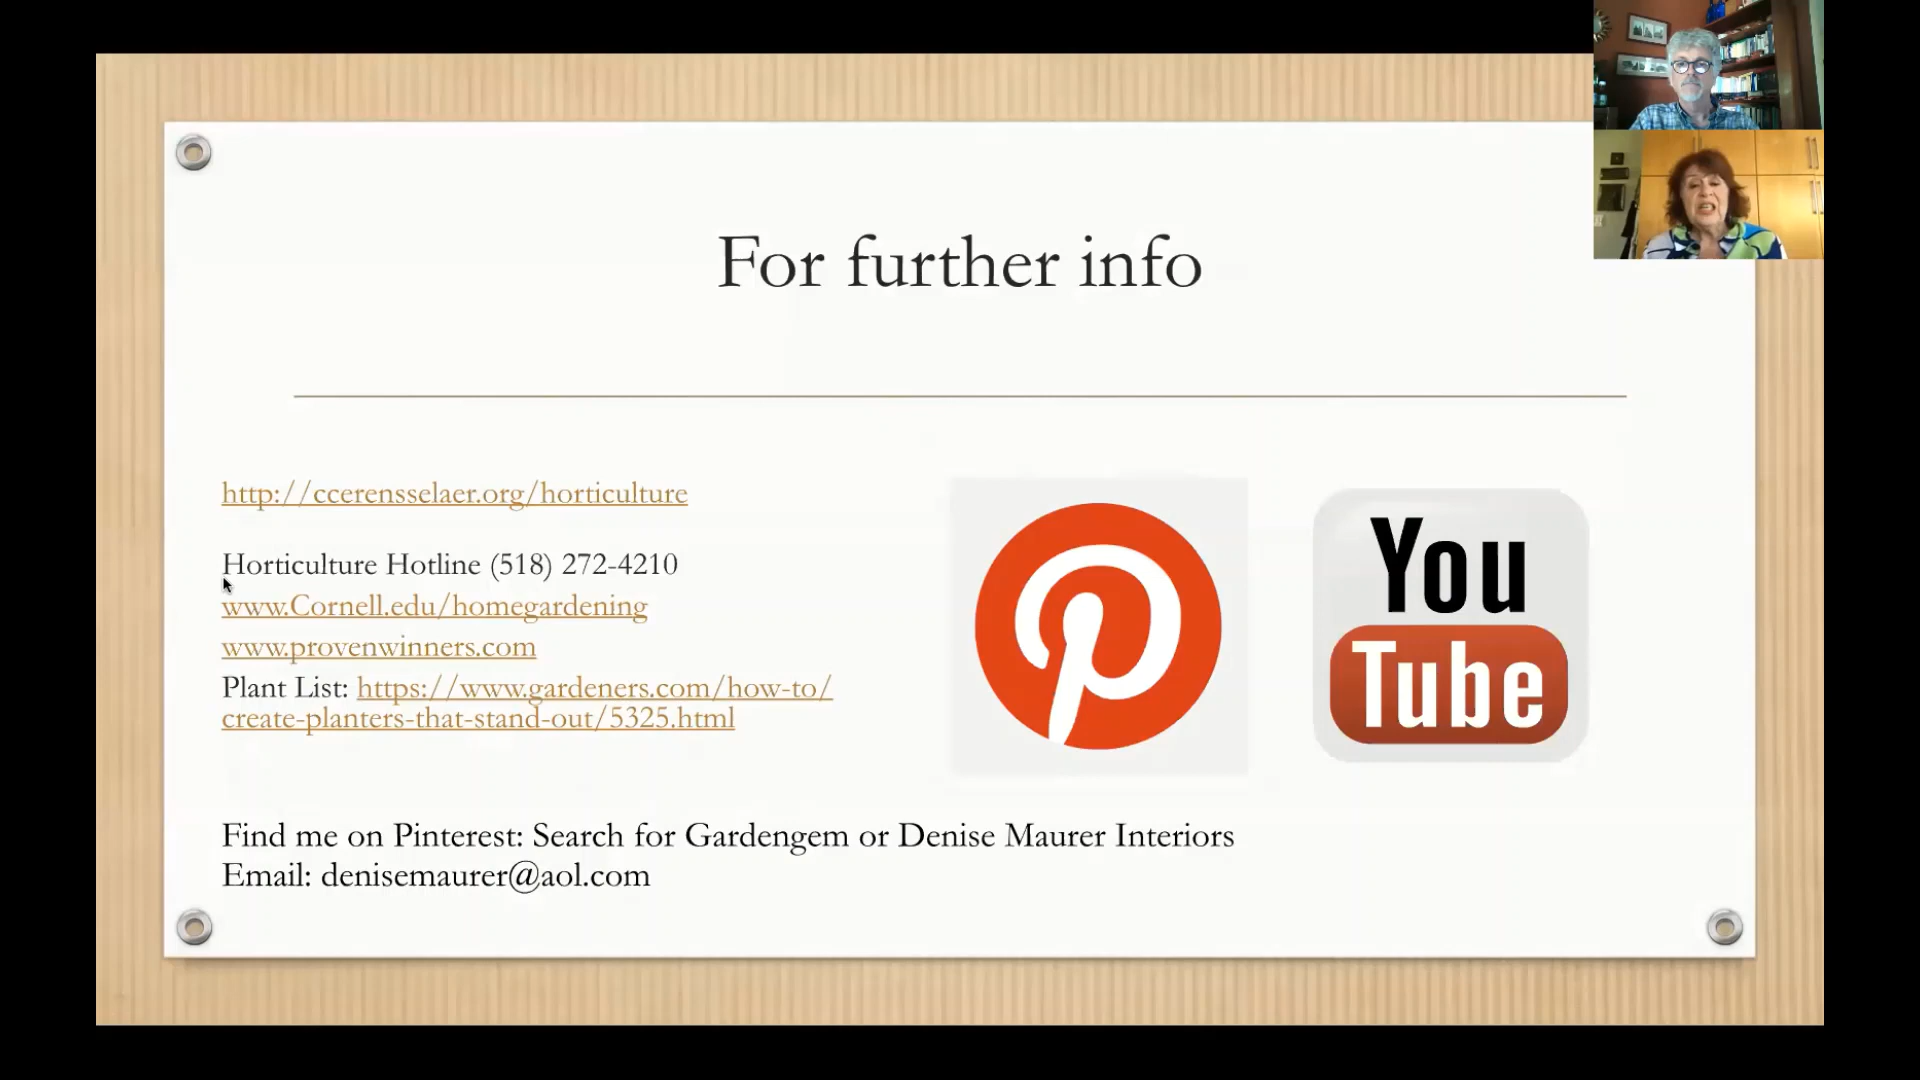 For further info
http://ccerensselaer.org/horticulture
Horticulture Hotline (518) 272-4210
www.Cornell.edu/homegardening
www.provenwinners.com
Plant List: https://www.gardeners.com/how-to/
create-planters-that-stand-out/5325.html
You
Tube
Find me on Pinterest: Search for Gardengem or Denise Maurer Interiors
Email: denisemaurer@aol.com